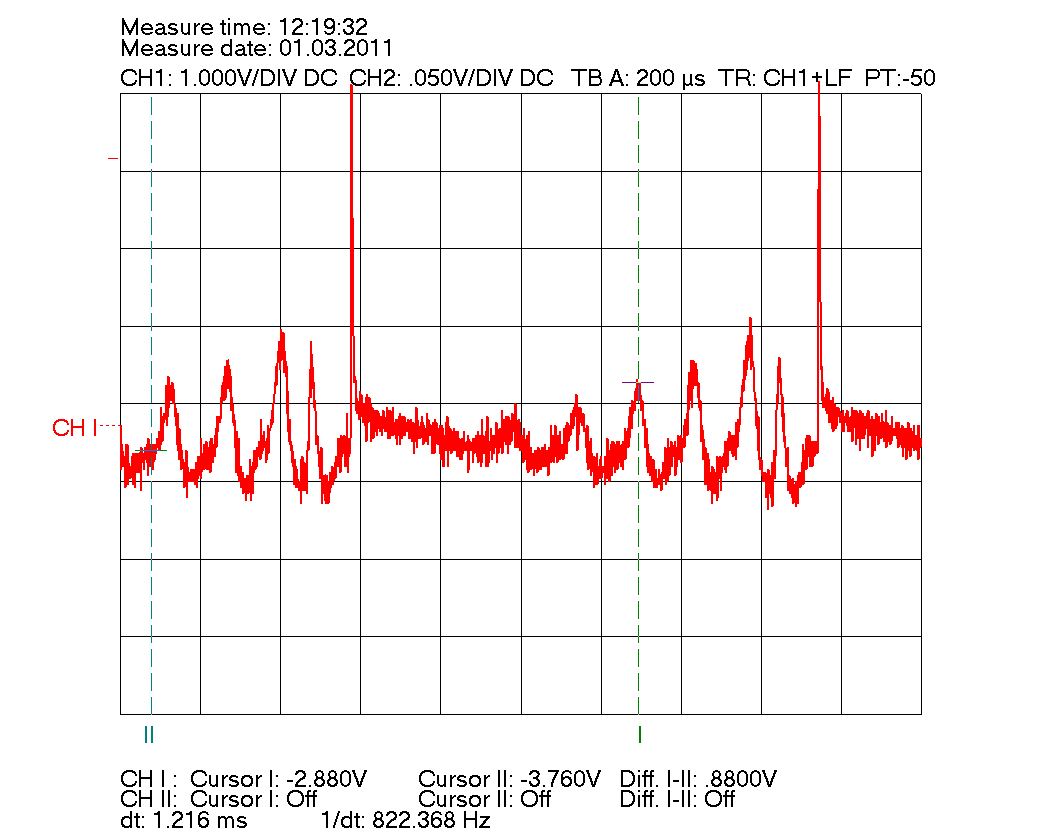 Measure time: 12:19:32
Measure date: 01.03.2011
CH1: 1.000V/DIV DC CH2: .050V/DIV DC TB A: 200 µs TR: CH1+LF PT:-50
CH I
II I
CH I : Cursor I: -2.880V Cursor II: -3.760V Diff. I-II: .8800V
CH II: Cursor I: Off Cursor II: Off Diff. I-II: Off
dt: 1.216 ms 1/dt: 822.368 Hz